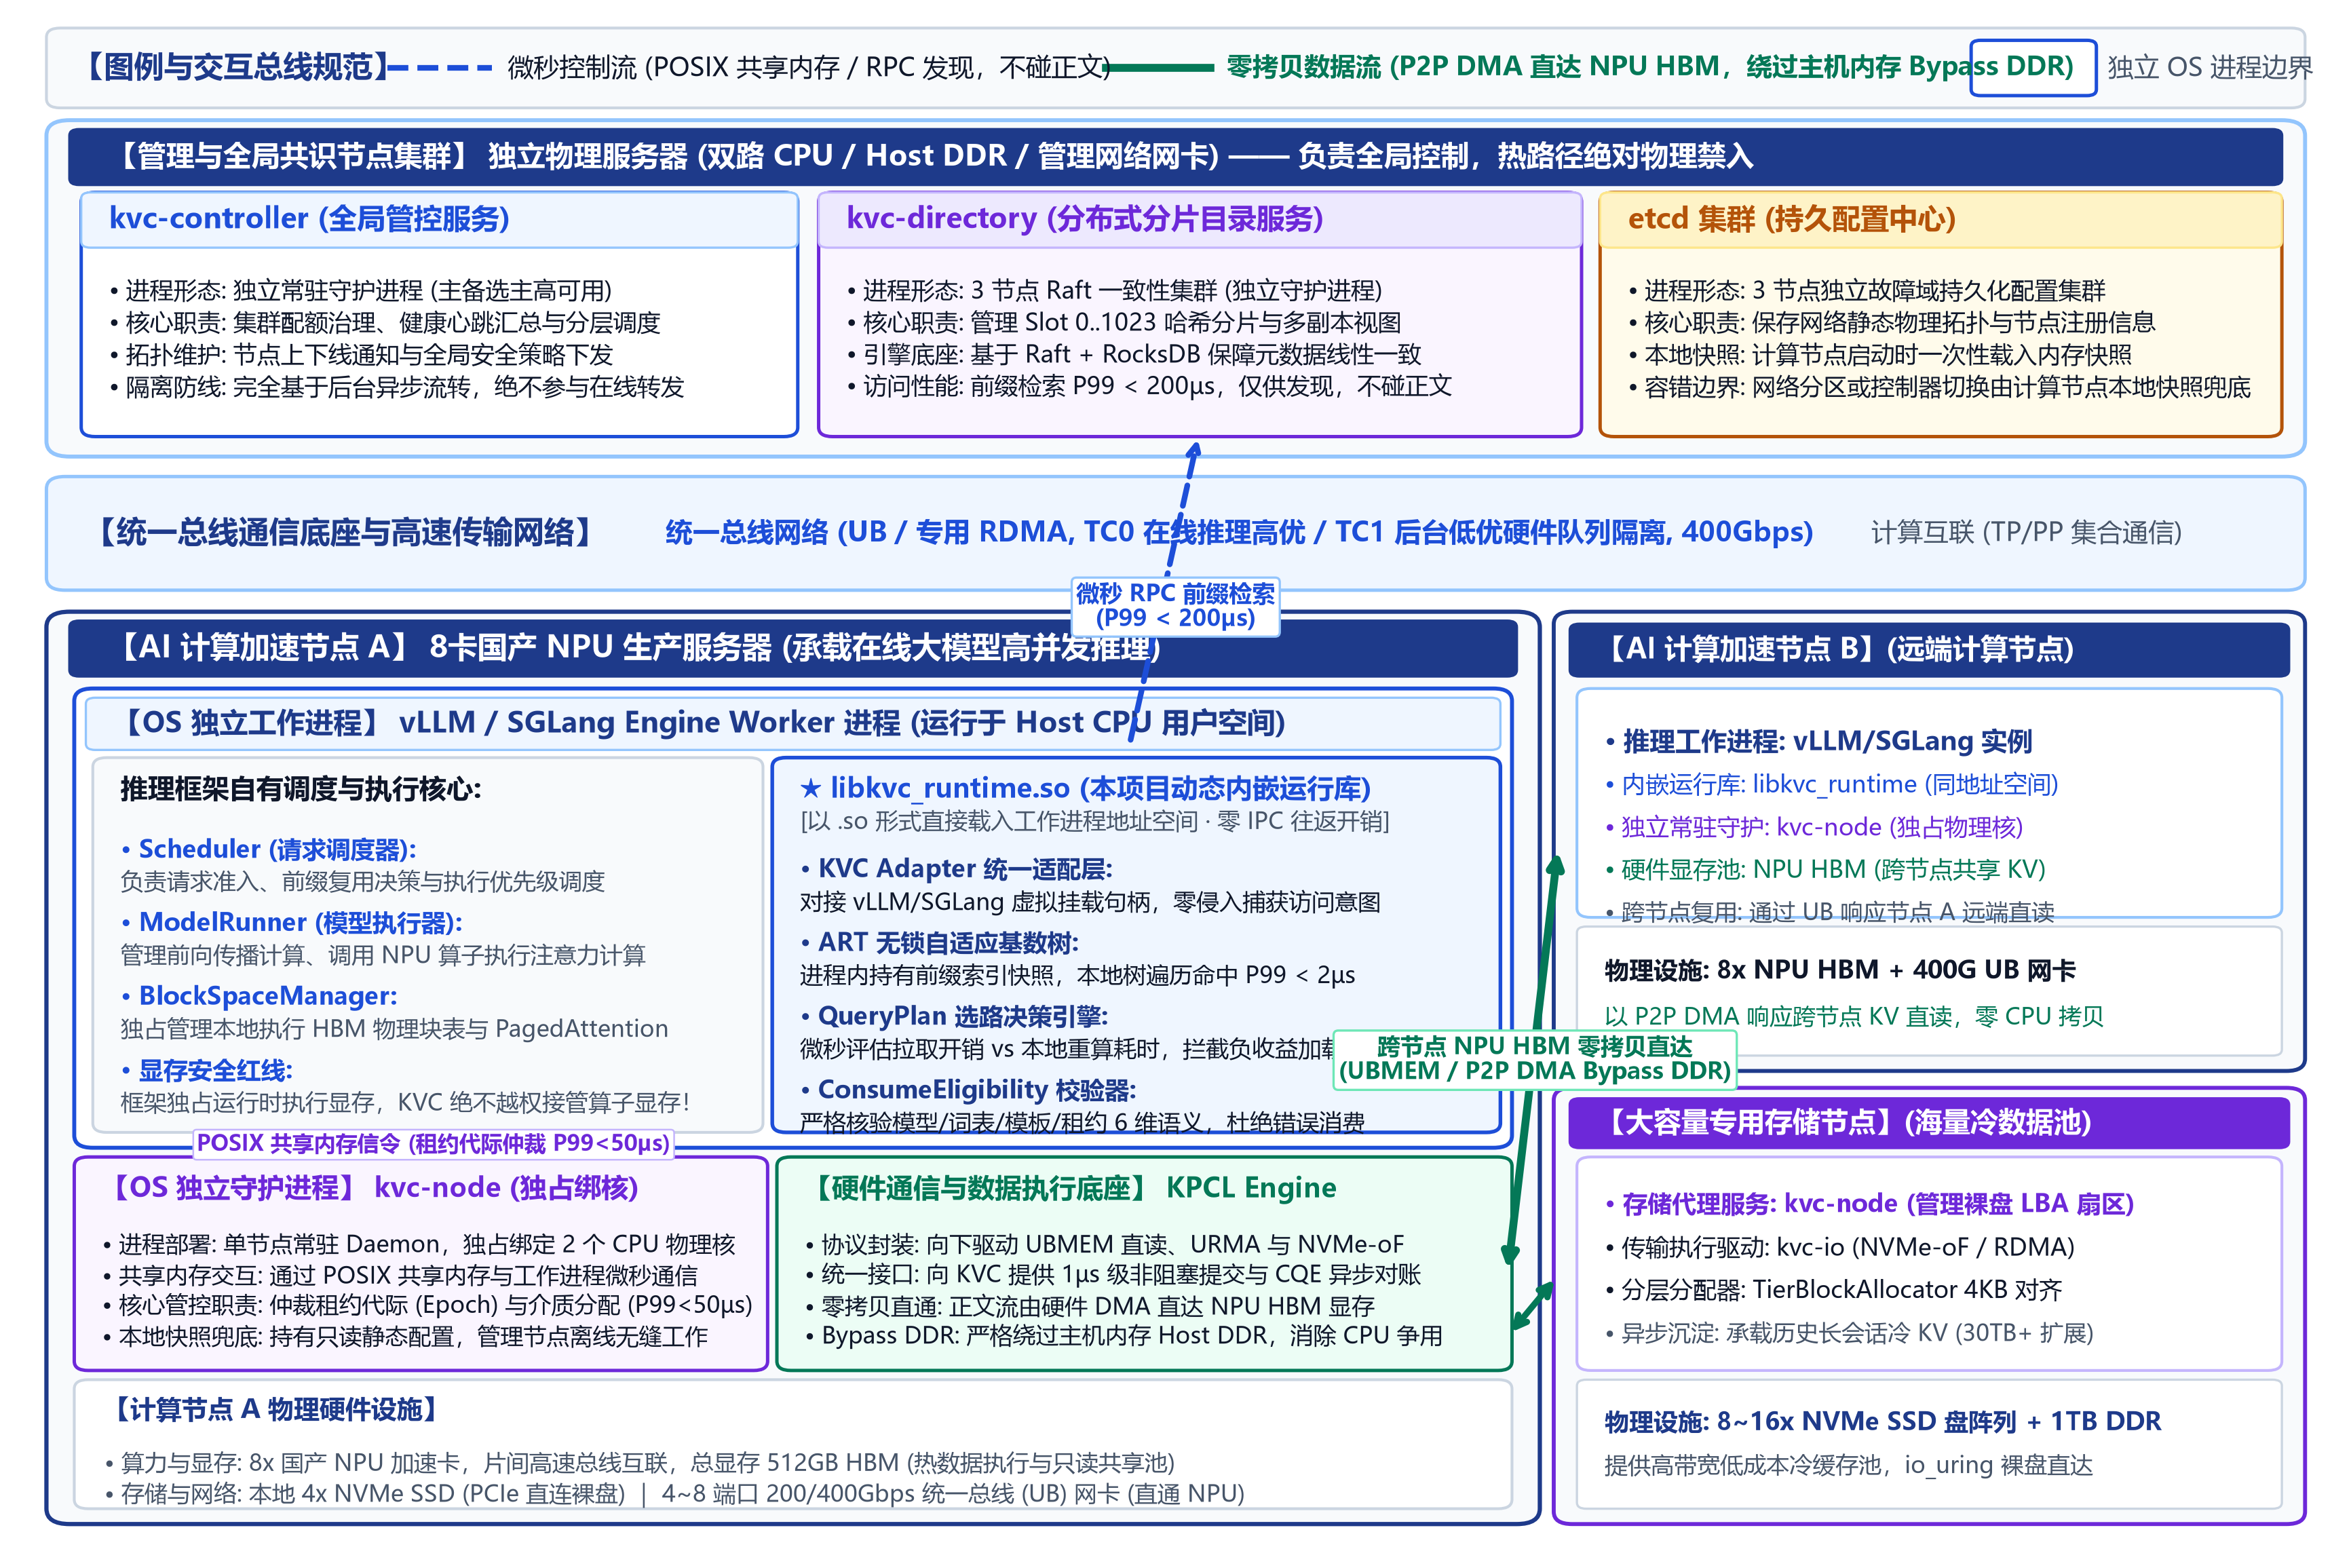 【图例与交互总线规范】
微秒控制流 (POSIX 共享内存 / RPC 发现，不碰正文)
零拷贝数据流 (P2P DMA 直达 NPU HBM，绕过主机内存 Bypass DDR)
独立 OS 进程边界
【管理与全局共识节点集群】 独立物理服务器 (双路 CPU / Host DDR / 管理网络网卡) —— 负责全局控制，热路径绝对物理禁入
kvc-controller (全局管控服务)
• 进程形态: 独立常驻守护进程 (主备选主高可用)
• 核心职责: 集群配额治理、健康心跳汇总与分层调度
• 拓扑维护: 节点上下线通知与全局安全策略下发
• 隔离防线: 完全基于后台异步流转，绝不参与在线转发
kvc-directory (分布式分片目录服务)
• 进程形态: 3 节点 Raft 一致性集群 (独立守护进程)
• 核心职责: 管理 Slot 0..1023 哈希分片与多副本视图
• 引擎底座: 基于 Raft + RocksDB 保障元数据线性一致
• 访问性能: 前缀检索 P99 < 200μs，仅供发现，不碰正文
etcd 集群 (持久配置中心)
• 进程形态: 3 节点独立故障域持久化配置集群
• 核心职责: 保存网络静态物理拓扑与节点注册信息
• 本地快照: 计算节点启动时一次性载入内存快照
• 容错边界: 网络分区或控制器切换由计算节点本地快照兜底
【统一总线通信底座与高速传输网络】
统一总线网络 (UB / 专用 RDMA, TC0 在线推理高优 / TC1 后台低优硬件队列隔离, 400Gbps)
计算互联 (TP/PP 集合通信)
微秒 RPC 前缀检索
(P99 < 200μs)
【AI 计算加速节点 A】 8卡国产 NPU 生产服务器 (承载在线大模型高并发推理)
【OS 独立工作进程】 vLLM / SGLang Engine Worker 进程 (运行于 Host CPU 用户空间)
推理框架自有调度与执行核心:
• Scheduler (请求调度器):
负责请求准入、前缀复用决策与执行优先级调度
• ModelRunner (模型执行器):
管理前向传播计算、调用 NPU 算子执行注意力计算
• BlockSpaceManager:
独占管理本地执行 HBM 物理块表与 PagedAttention
• 显存安全红线:
框架独占运行时执行显存，KVC 绝不越权接管算子显存!
★ libkvc_runtime.so (本项目动态内嵌运行库)
[以 .so 形式直接载入工作进程地址空间 · 零 IPC 往返开销]
• KVC Adapter 统一适配层:
对接 vLLM/SGLang 虚拟挂载句柄，零侵入捕获访问意图
• ART 无锁自适应基数树:
进程内持有前缀索引快照，本地树遍历命中 P99 < 2μs
• QueryPlan 选路决策引擎:
微秒评估拉取开销 vs 本地重算耗时，拦截负收益加载
• ConsumeEligibility 校验器:
严格核验模型/词表/模板/租约 6 维语义，杜绝错误消费
POSIX 共享内存信令 (租约代际仲裁 P99<50μs)
【OS 独立守护进程】 kvc-node (独占绑核)
• 进程部署: 单节点常驻 Daemon，独占绑定 2 个 CPU 物理核
• 共享内存交互: 通过 POSIX 共享内存与工作进程微秒通信
• 核心管控职责: 仲裁租约代际 (Epoch) 与介质分配 (P99<50μs)
• 本地快照兜底: 持有只读静态配置，管理节点离线无缝工作
【硬件通信与数据执行底座】 KPCL Engine
• 协议封装: 向下驱动 UBMEM 直读、URMA 与 NVMe-oF
• 统一接口: 向 KVC 提供 1μs 级非阻塞提交与 CQE 异步对账
• 零拷贝直通: 正文流由硬件 DMA 直达 NPU HBM 显存
• Bypass DDR: 严格绕过主机内存 Host DDR，消除 CPU 争用
【计算节点 A 物理硬件设施】
• 算力与显存: 8x 国产 NPU 加速卡，片间高速总线互联，总显存 512GB HBM (热数据执行与只读共享池)
• 存储与网络: 本地 4x NVMe SSD (PCIe 直连裸盘) | 4~8 端口 200/400Gbps 统一总线 (UB) 网卡 (直通 NPU)
【AI 计算加速节点 B】(远端计算节点)
• 推理工作进程: vLLM/SGLang 实例
• 内嵌运行库: libkvc_runtime (同地址空间)
• 独立常驻守护: kvc-node (独占物理核)
• 硬件显存池: NPU HBM (跨节点共享 KV)
• 跨节点复用: 通过 UB 响应节点 A 远端直读
物理设施: 8x NPU HBM + 400G UB 网卡
以 P2P DMA 响应跨节点 KV 直读，零 CPU 拷贝
跨节点 NPU HBM 零拷贝直达
(UBMEM / P2P DMA Bypass DDR)
【大容量专用存储节点】(海量冷数据池)
• 存储代理服务: kvc-node (管理裸盘 LBA 扇区)
• 传输执行驱动: kvc-io (NVMe-oF / RDMA)
• 分层分配器: TierBlockAllocator 4KB 对齐
• 异步沉淀: 承载历史长会话冷 KV (30TB+ 扩展)
物理设施: 8~16x NVMe SSD 盘阵列 + 1TB DDR
提供高带宽低成本冷缓存池，io_uring 裸盘直达